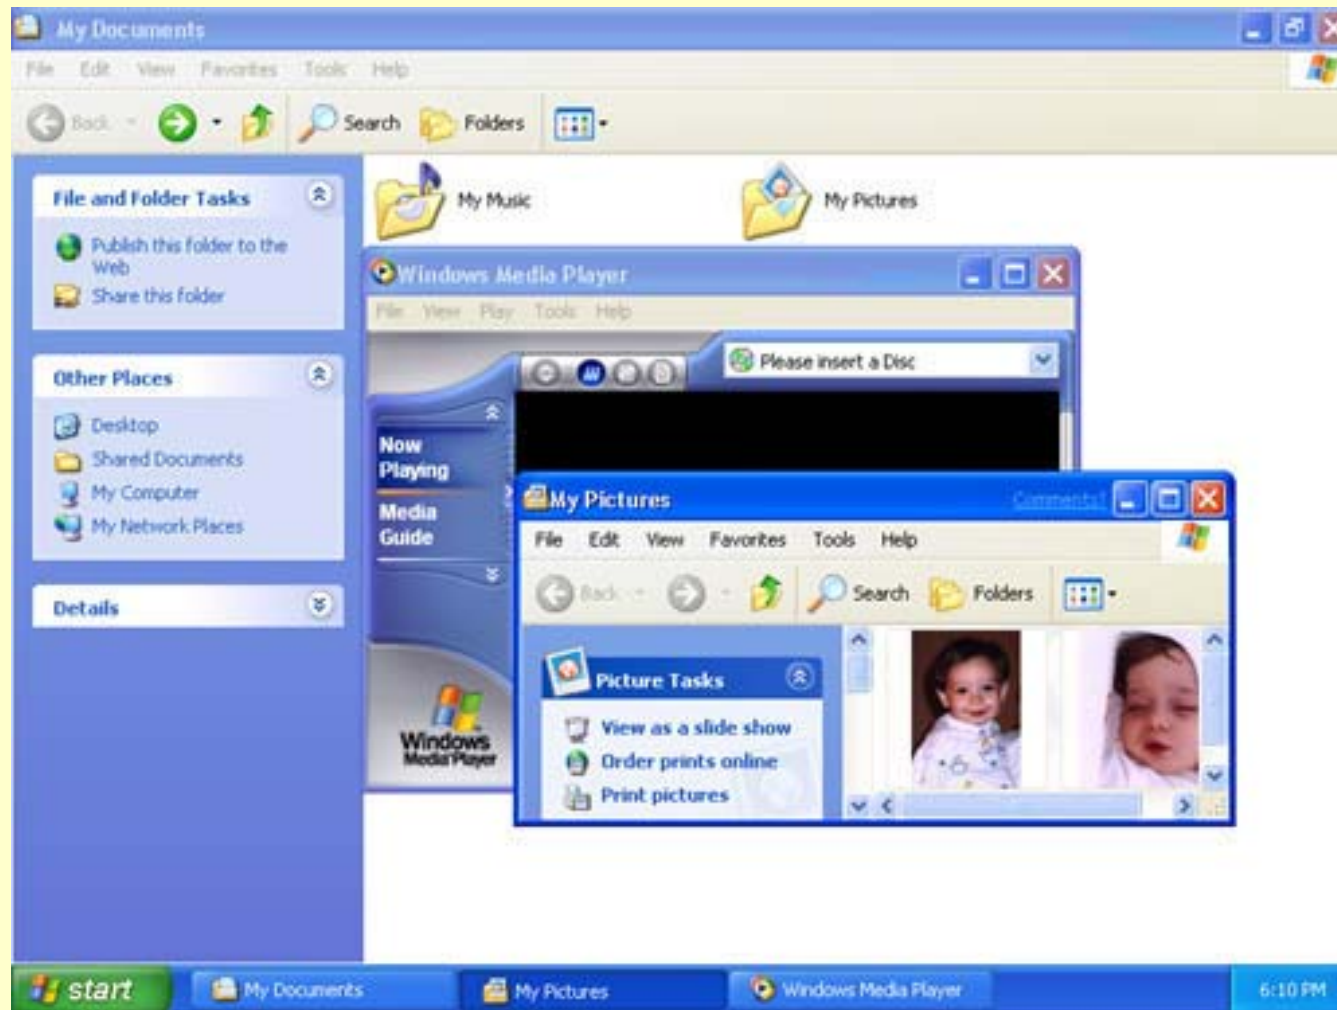 My Documents
File Edit View Favorites Tools Help
Back Search Folders
File and Folder Tasks
Publish this folder to the
Web
Share this folder
Other Places
Desktop
Shared Documents
My Computer
My Network Places
Details
My Music My Pictures
Windows Media Player
File View Play Tools Help
Please insert a Disc
Now
Playing
Media
Guide
Windows
Media Player
My Pictures Comments?
File Edit View Favorites Tools Help
Back Search Folders
Picture Tasks
View as a slide show
Order prints online
Print pictures
start My Documents My Pictures Windows Media Player 6:10 PM